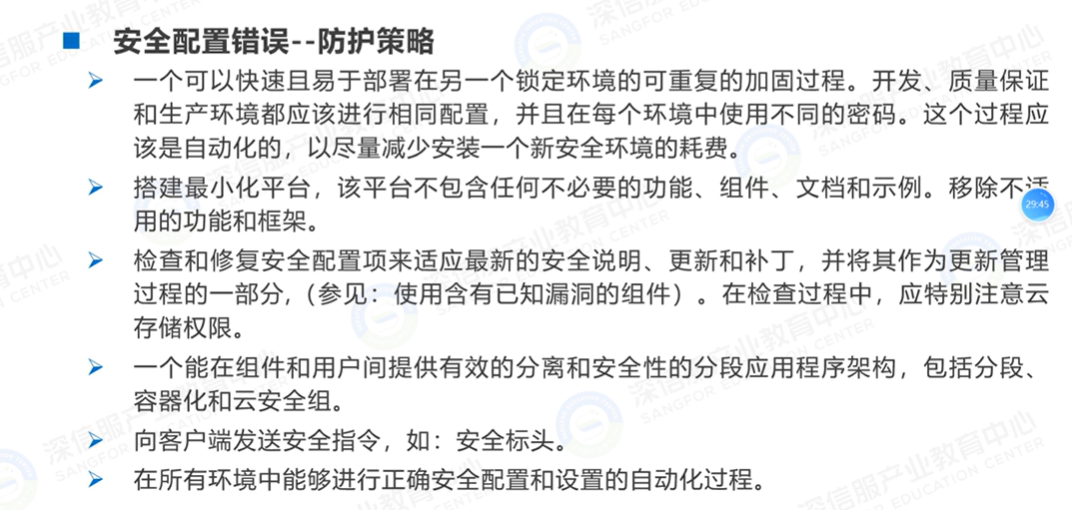 安全配置错误--防护策略
一个可以快速且易于部署在另一个锁定环境的可重复的加固过程。开发、质量保证
和生产环境都应该进行相同配置，并且在每个环境中使用不同的密码。这个过程应
该是自动化的，以尽量减少安装一个新安全环境的耗费。
搭建最小化平台，该平台不包含任何不必要的功能、组件、文档和示例。移除不适
用的功能和框架。
29:45
检查和修复安全配置项来适应最新的安全说明、更新和补丁，并将其作为更新管理
过程的一部分，（参见：使用含有已知漏洞的组件）。在检查过程中，应特别注意云
存储权限。
一个能在组件和用户间提供有效的分离和安全性的分段应用程序架构，包括分段、
容器化和云安全组。
向客户端发送安全指令，如：安全标头。
在所有环境中能够进行正确安全配置和设置的自动化过程。
深信服产业教育中心
SANGFOR EDUCATION CENTER